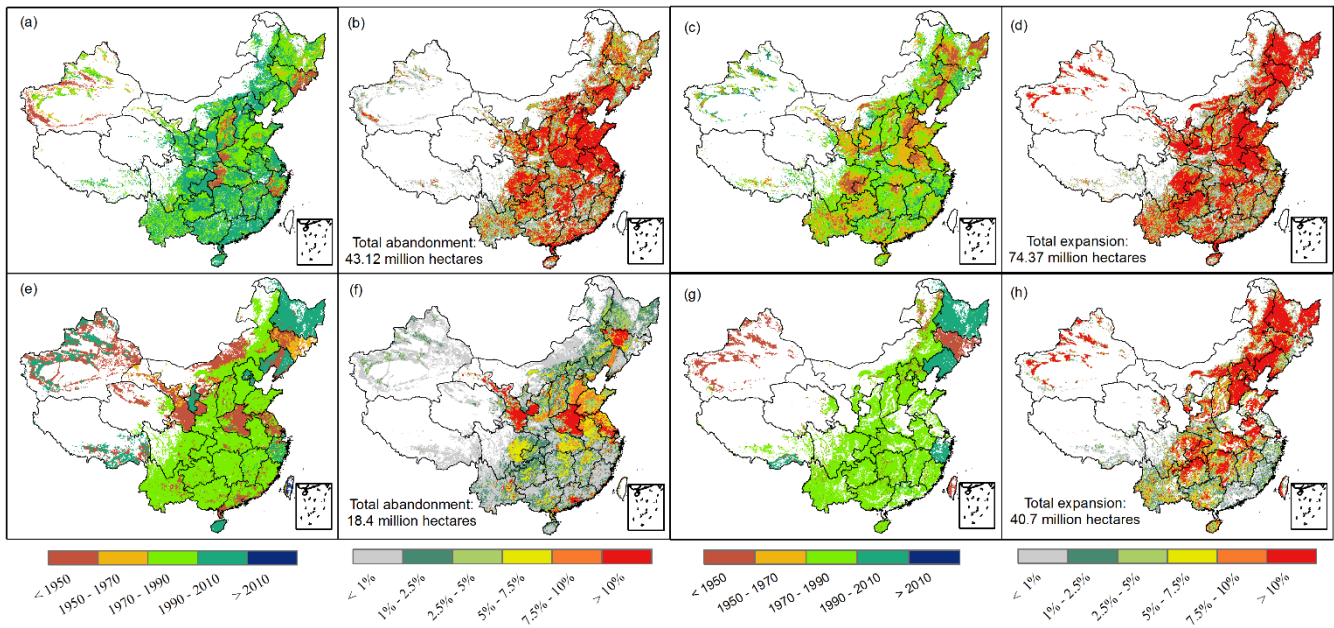 (a)
(b)
(c)
(d)
Total abandonment:
43.12 million hectares
Total expansion:
74.37 million hectares
(e)
(f)
(g)
(h)
Total abandonment:
18.4 million hectares
Total expansion:
40.7 million hectares
< 1950
1950 - 1970
1970 - 1990
1990 - 2010
> 2010
< 1%
1% - 2.5%
2.5% - 5%
5% - 7.5%
7.5% - 10%
> 10%
< 1950
1950 - 1970
1970 - 1990
1990 - 2010
> 2010
< 1%
1% - 2.5%
2.5% - 5%
5% - 7.5%
7.5% - 10%
> 10%